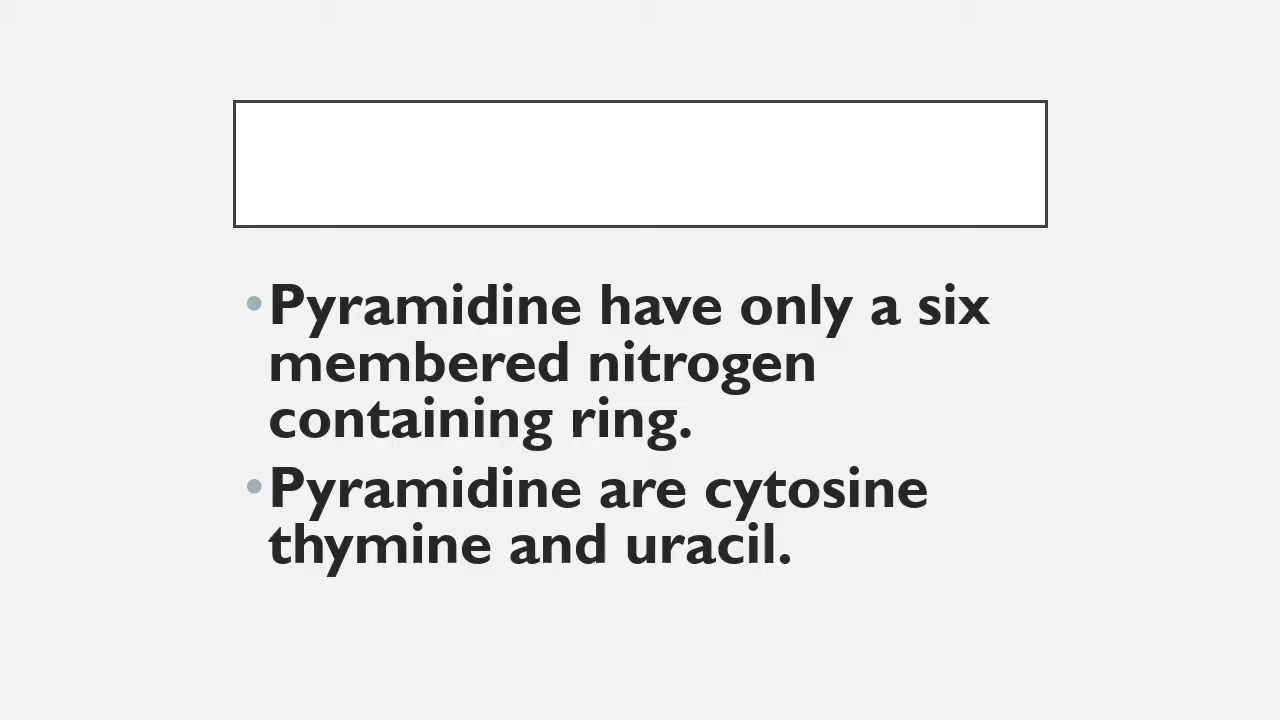 •Pyramidine have only a six
membered nitrogen
containing ring.
•Pyramidine are cytosine
thymine and uracil.